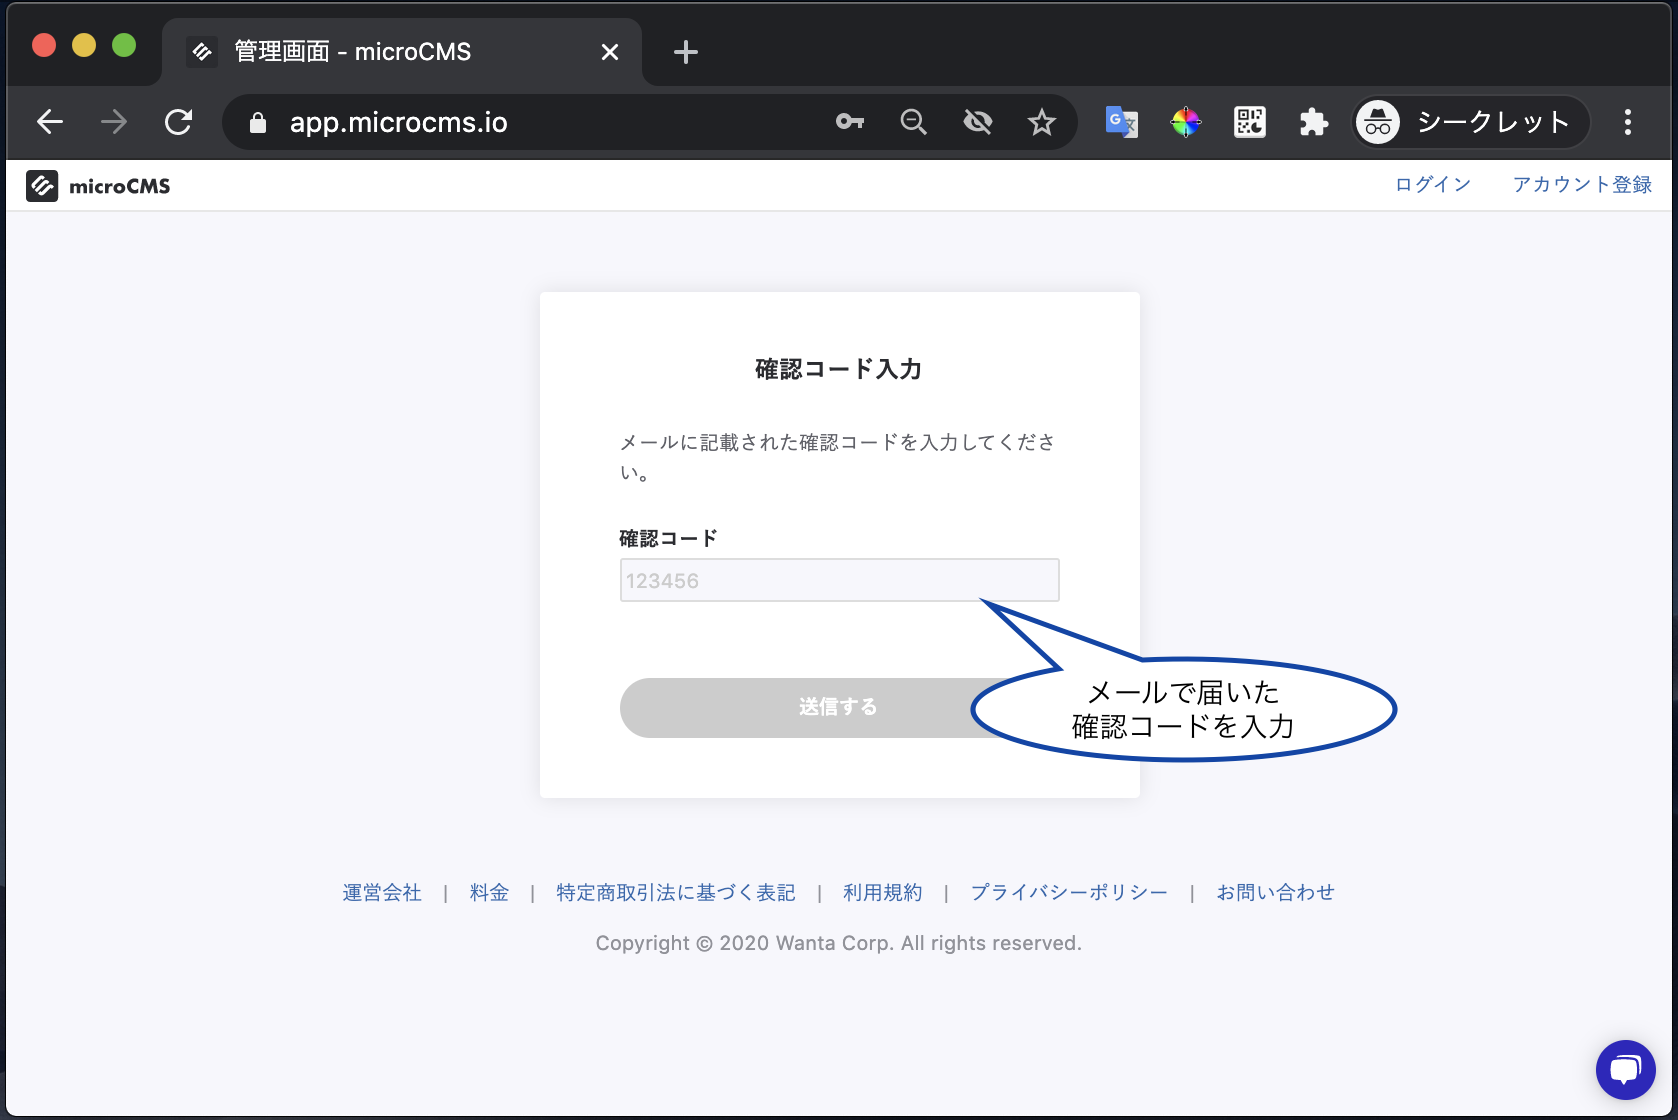 管理画面 - microCMS
app.microcms.io
シークレット
microCMS
ログイン
アカウント登録
確認コード入力
メールに記載された確認コードを入力してくださ
い。
確認コード
123456
送信する
メールで届いた
確認コードを入力
運営会社 | 料金 | 特定商取引法に基づく表記 | 利用規約 | プライバシーポリシー | お問い合わせ
Copyright © 2020 Wanta Corp. All rights reserved.